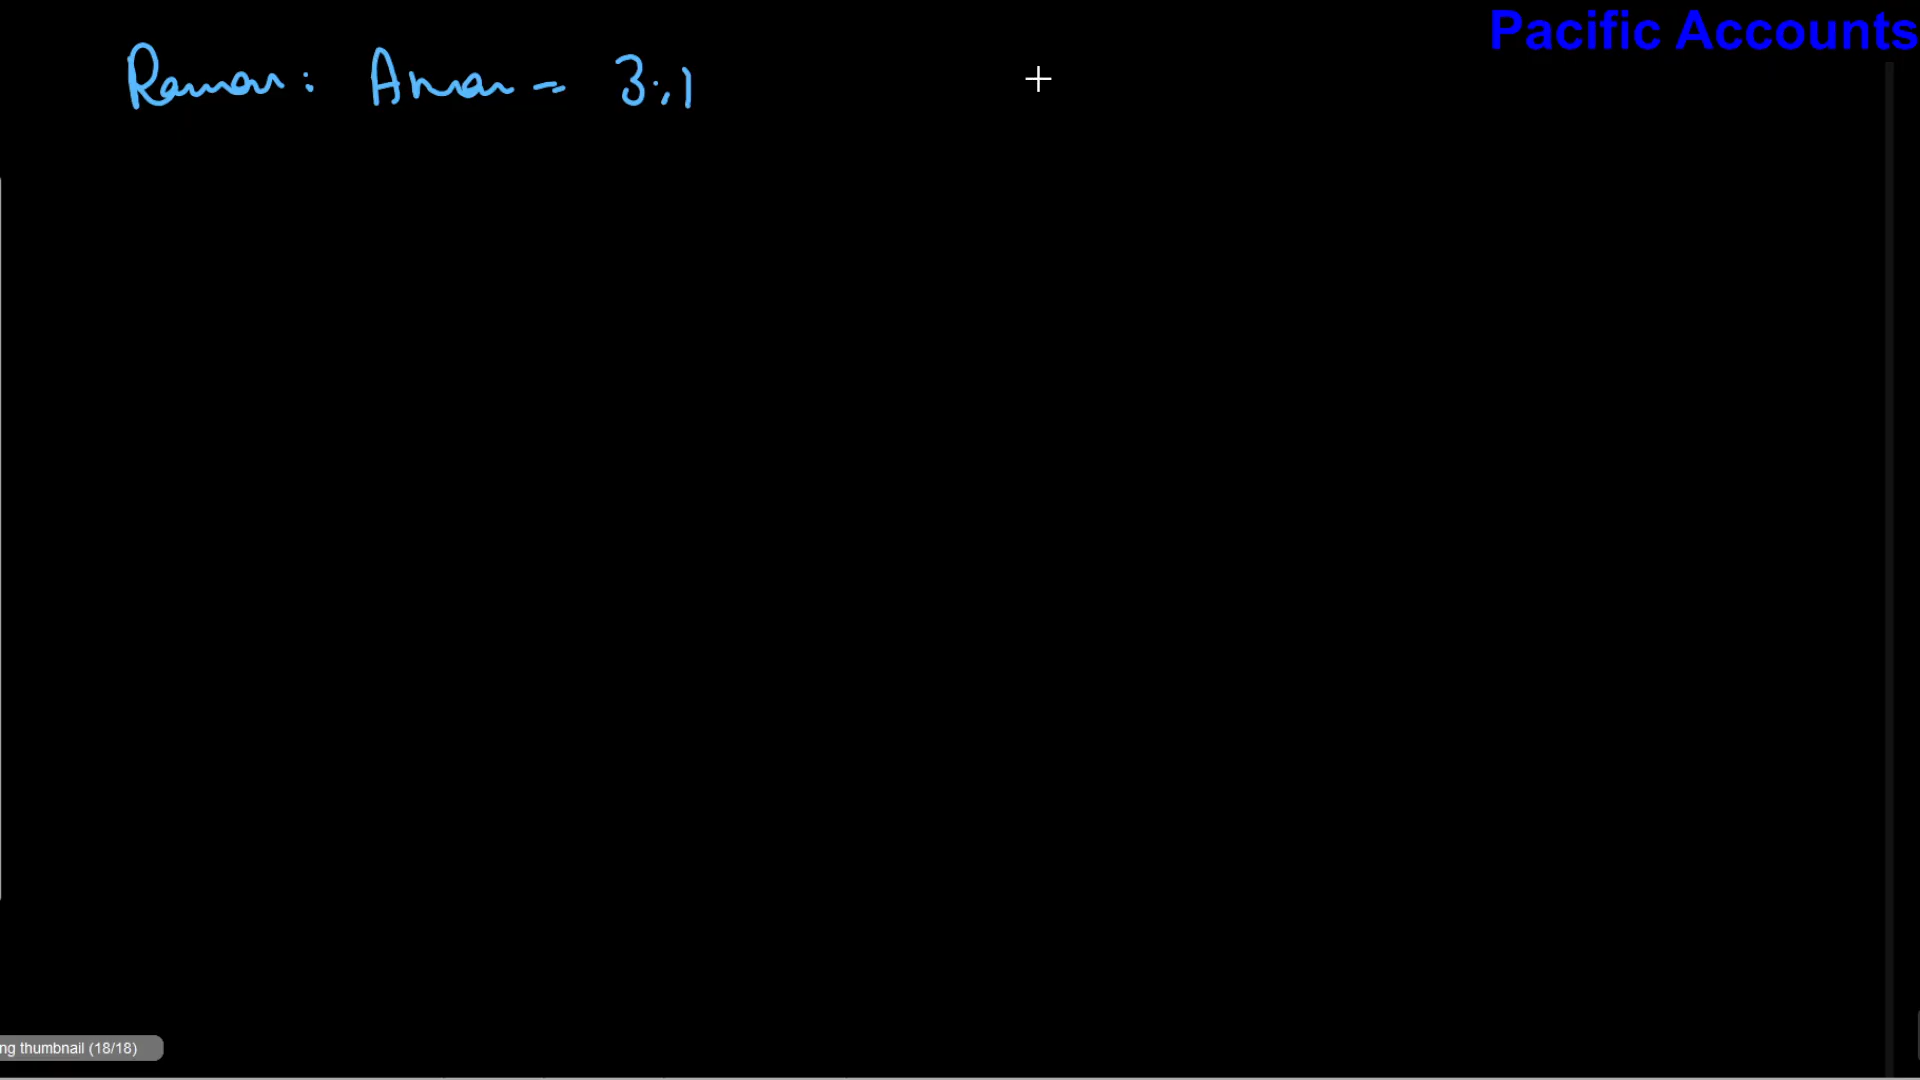 Pacific Accounts
Raman: Aman = 3:1
ng thumbnail (18/18)